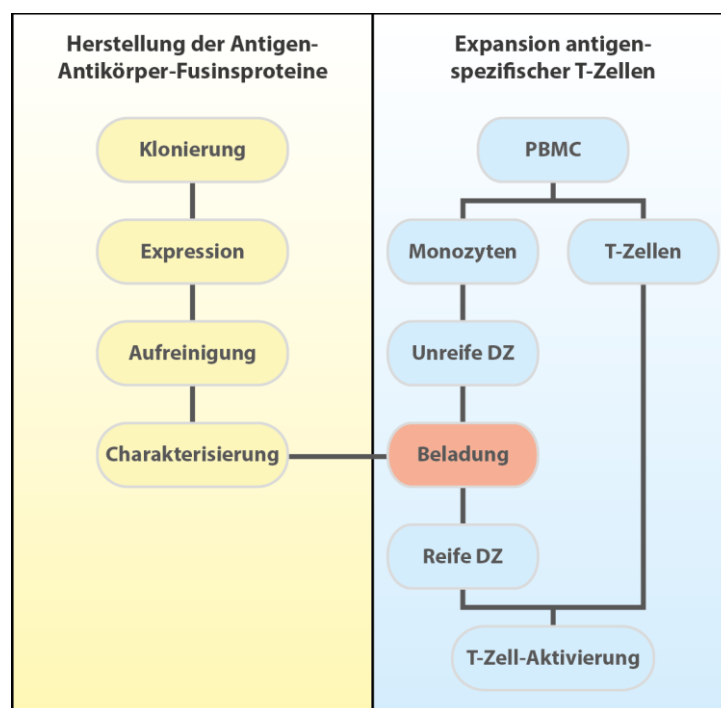 Herstellung der Antigen-
Antikörper-Fusinsproteine
Klonierung
Expression
Aufreinigung
Charakterisierung
Expansion antigen-
spezifischer T-Zellen
PBMC
Monozyten
T-Zellen
Unreife DZ
Beladung
Reife DZ
T-Zell-Aktivierung